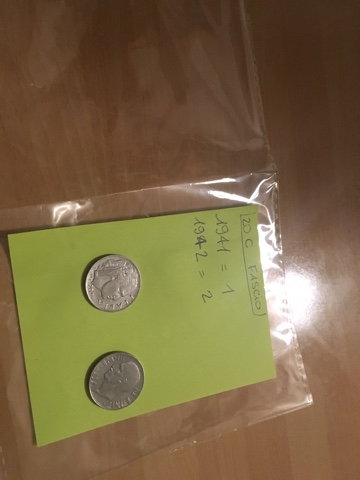 20 C FASCIO
1941 = 1
1942 = 2